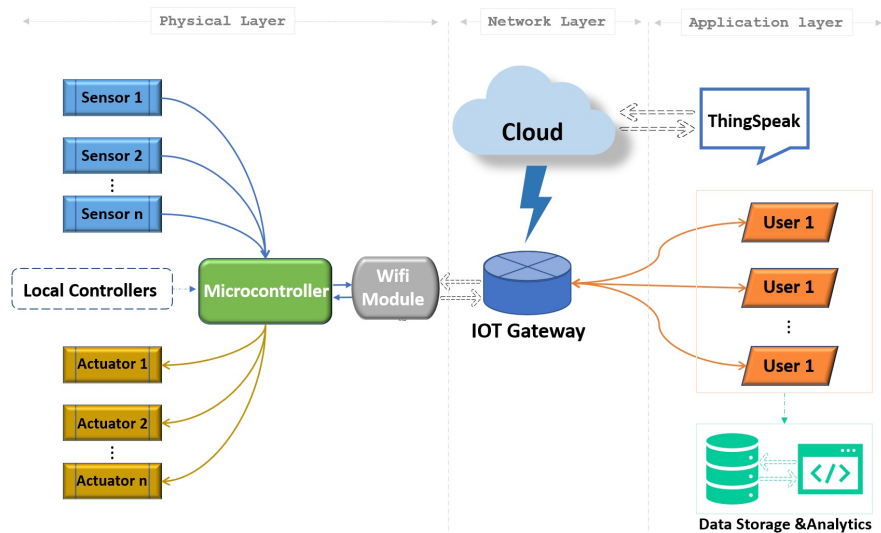 Physical Layer
Network Layer
Application layer
Sensor 1
Sensor 2
Sensor n
Local Controllers
Microcontroller
Wifi
Module
Actuator 1
Actuator 2
Actuator n
Cloud
IOT Gateway
ThingSpeak
User 1
User 1
User 1
</>
Data Storage &Analytics